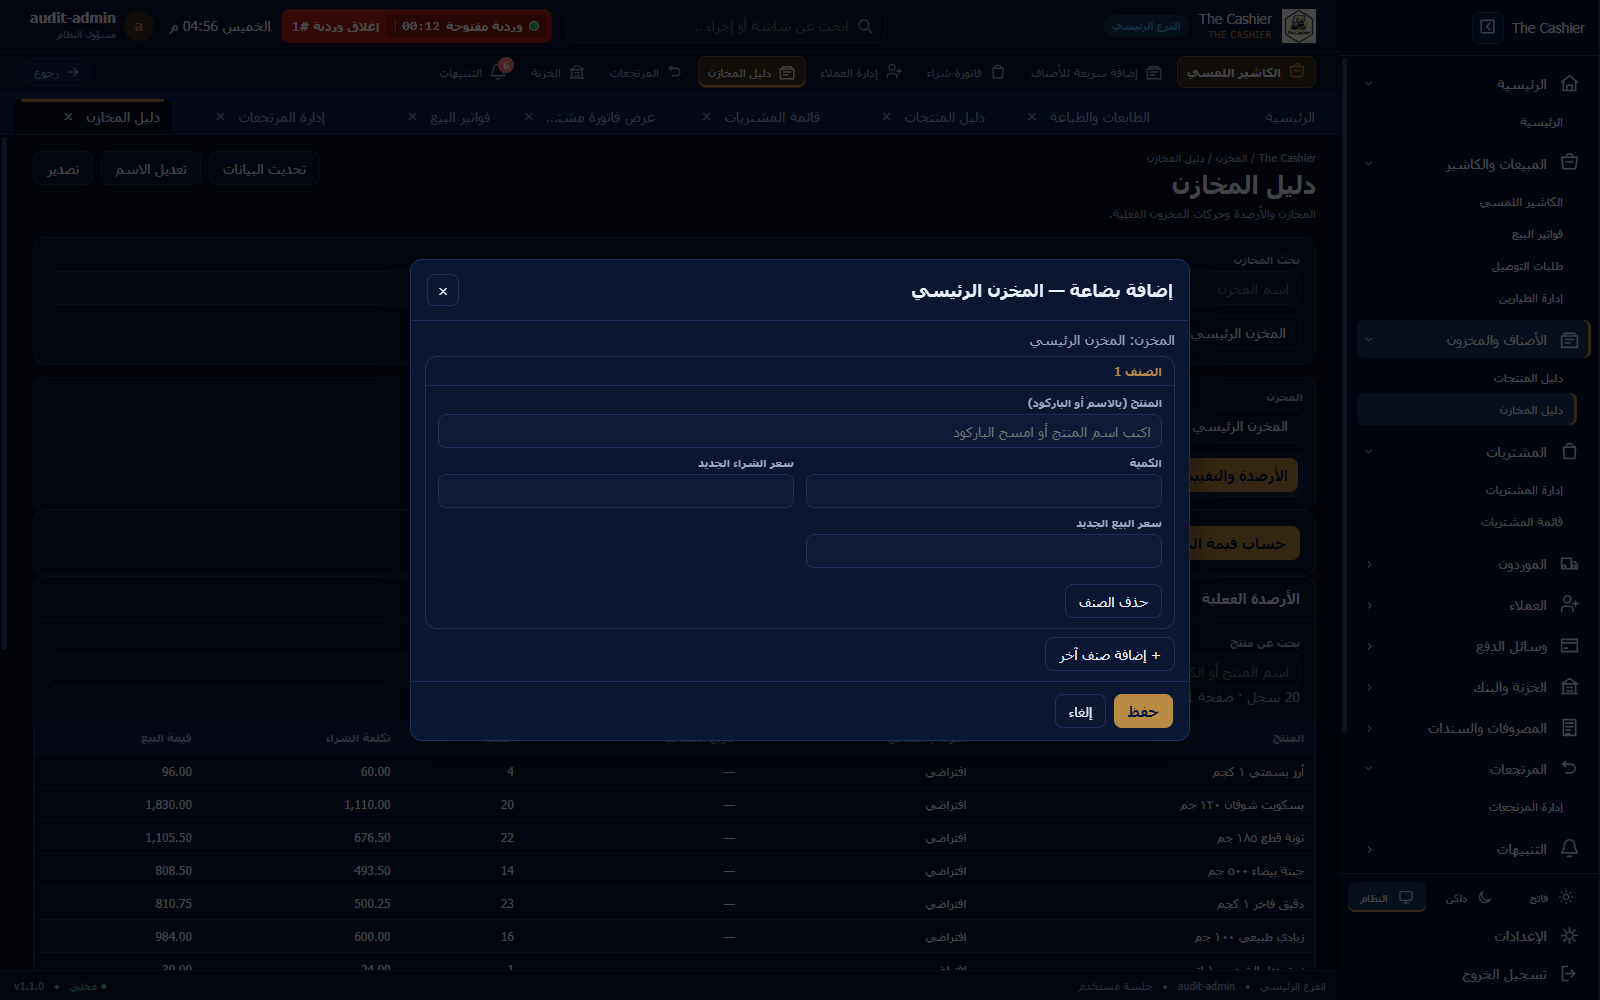 The Cashier
الرئيسية
الرئيسية
المبيعات والكاشير
الكاشير اللمسي
فواتير البيع
طلبات التوصيل
إدارة الطيارين
الأصناف والمخزون
دليل المنتجات
دليل المخازن
المشتريات
إدارة المشتريات
قائمة المشتريات
الموردون
العملاء
وسائل الدفع
الخزنة والبنك
المصروفات والسندات
المرتجعات
إدارة المرتجعات
التنبيهات
فاتح
داكن
النظام
الإعدادات
تسجيل الخروج
The Cashier
THE CASHIER
الفرع الرئيسي
ابحث عن شاشة أو إجراء...
وردية مفتوحة 00:12
إغلاق وردية #1
الخميس 04:56 م
audit-admin
مسؤول النظام
a
الكاشير اللمسي
إضافة سريعة للأصناف
فاتورة شراء
إدارة العملاء
دليل المخازن
المرتجعات
الخزنة
التنبيهات
6
رجوع
الرئيسية
الطابعات والطباعة ×
دليل المنتجات ×
قائمة المشتريات ×
عرض فاتورة مشت... ×
فواتير البيع ×
إدارة المرتجعات ×
دليل المخازن ×
The Cashier / المخزن / دليل المخازن
دليل المخازن
المخازن والأرصدة وحركات المخزون الفعلية.
تحديث البيانات
تعديل الاسم
تصدير
بحث المخازن
اسم المخزن
المخزن الرئيسي
المخزن
المخزن الرئيسي
الأرصدة والتقييم
حساب قيمة
الأرصدة الفعلية
بحث عن منتج
اسم المنتج أو
20 سجل · صفحة
إضافة بضاعة — المخزن الرئيسي
×
المخزن: المخزن الرئيسي
الصنف 1
المنتج (بالاسم أو الباركود)
اكتب اسم المنتج أو امسح الباركود
الكمية
سعر الشراء الجديد
سعر البيع الجديد
حذف الصنف
+ إضافة صنف آخر
حفظ
إلغاء
المنتج
تكلفة الشراء
قيمة البيع
أرز بسمتي ١ كجم افتراضي — 4 60.00 96.00
بسكويت شوفان ١٢٠ جم افتراضي — 20 1,110.00 1,830.00
تونة قطع ١٨٥ جم افتراضي — 22 676.50 1,105.50
جبنة بيضاء ٥٠٠ جم افتراضي — 14 493.50 808.50
دقيق فاخر ١ كجم افتراضي — 23 500.25 810.75
زبادي طبيعي ١٠٠ جم افتراضي — 16 600.00 984.00
الفرع الرئيسي • audit-admin • جلسة مستخدم
محلي • v1.1.0